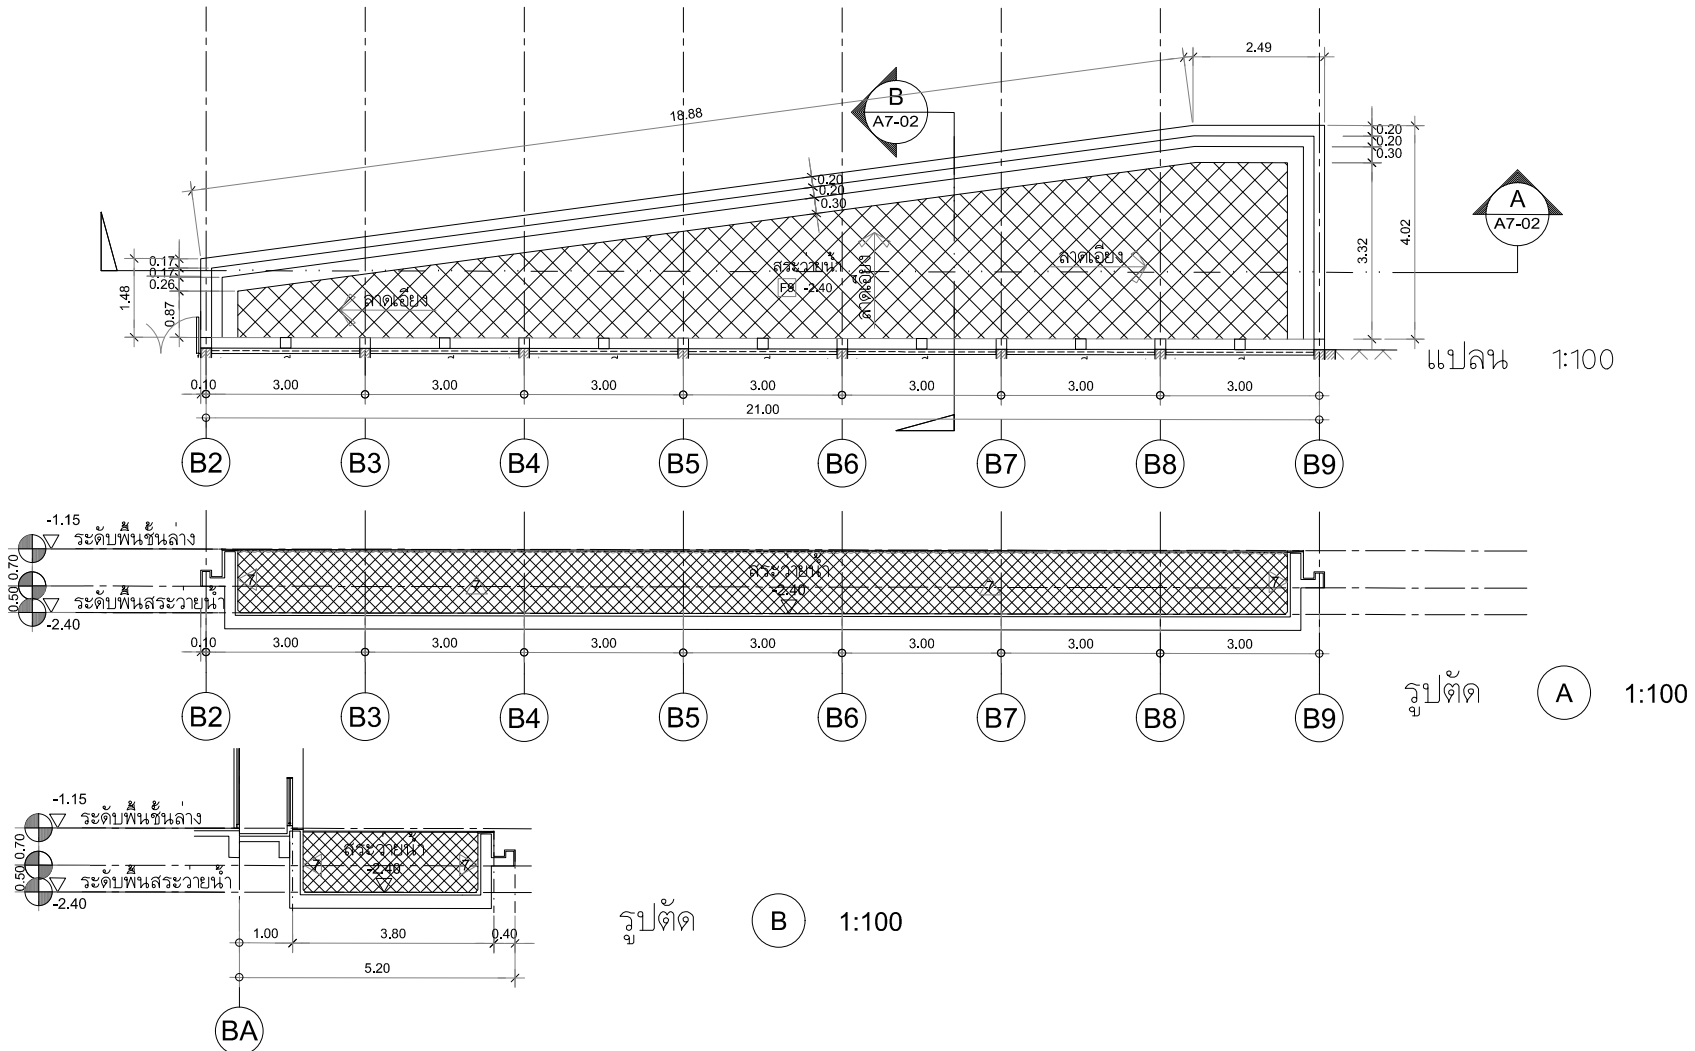 2.49
18.88
B
A7-02
0.20
0.20
0.30
0.20
0.20
0.30
A
A7-02
3.32
4.02
0.17
0.17
0.26
1.48
0.87
ลาดเอียง
สระว่ายน้ำ
F9 -2.40
ลาดเอียง
ลาดเอียง
แปลน 1:100
0.10 3.00 3.00 3.00 3.00 3.00 3.00 3.00
21.00
B2 B3 B4 B5 B6 B7 B8 B9
-1.15
ระดับพื้นชั้นล่าง
0.70
0.50
ระดับพื้นสระว่ายน้ำ
-2.40
7 7 7 7
สระว่ายน้ำ
-2.40
0.10 3.00 3.00 3.00 3.00 3.00 3.00 3.00
B2 B3 B4 B5 B6 B7 B8 B9
รูปตัด A 1:100
-1.15
ระดับพื้นชั้นล่าง
0.70
0.50
ระดับพื้นสระว่ายน้ำ
-2.40
7 7
สระว่ายน้ำ
-2.40
1.00 3.80 0.40
5.20
BA
รูปตัด B 1:100